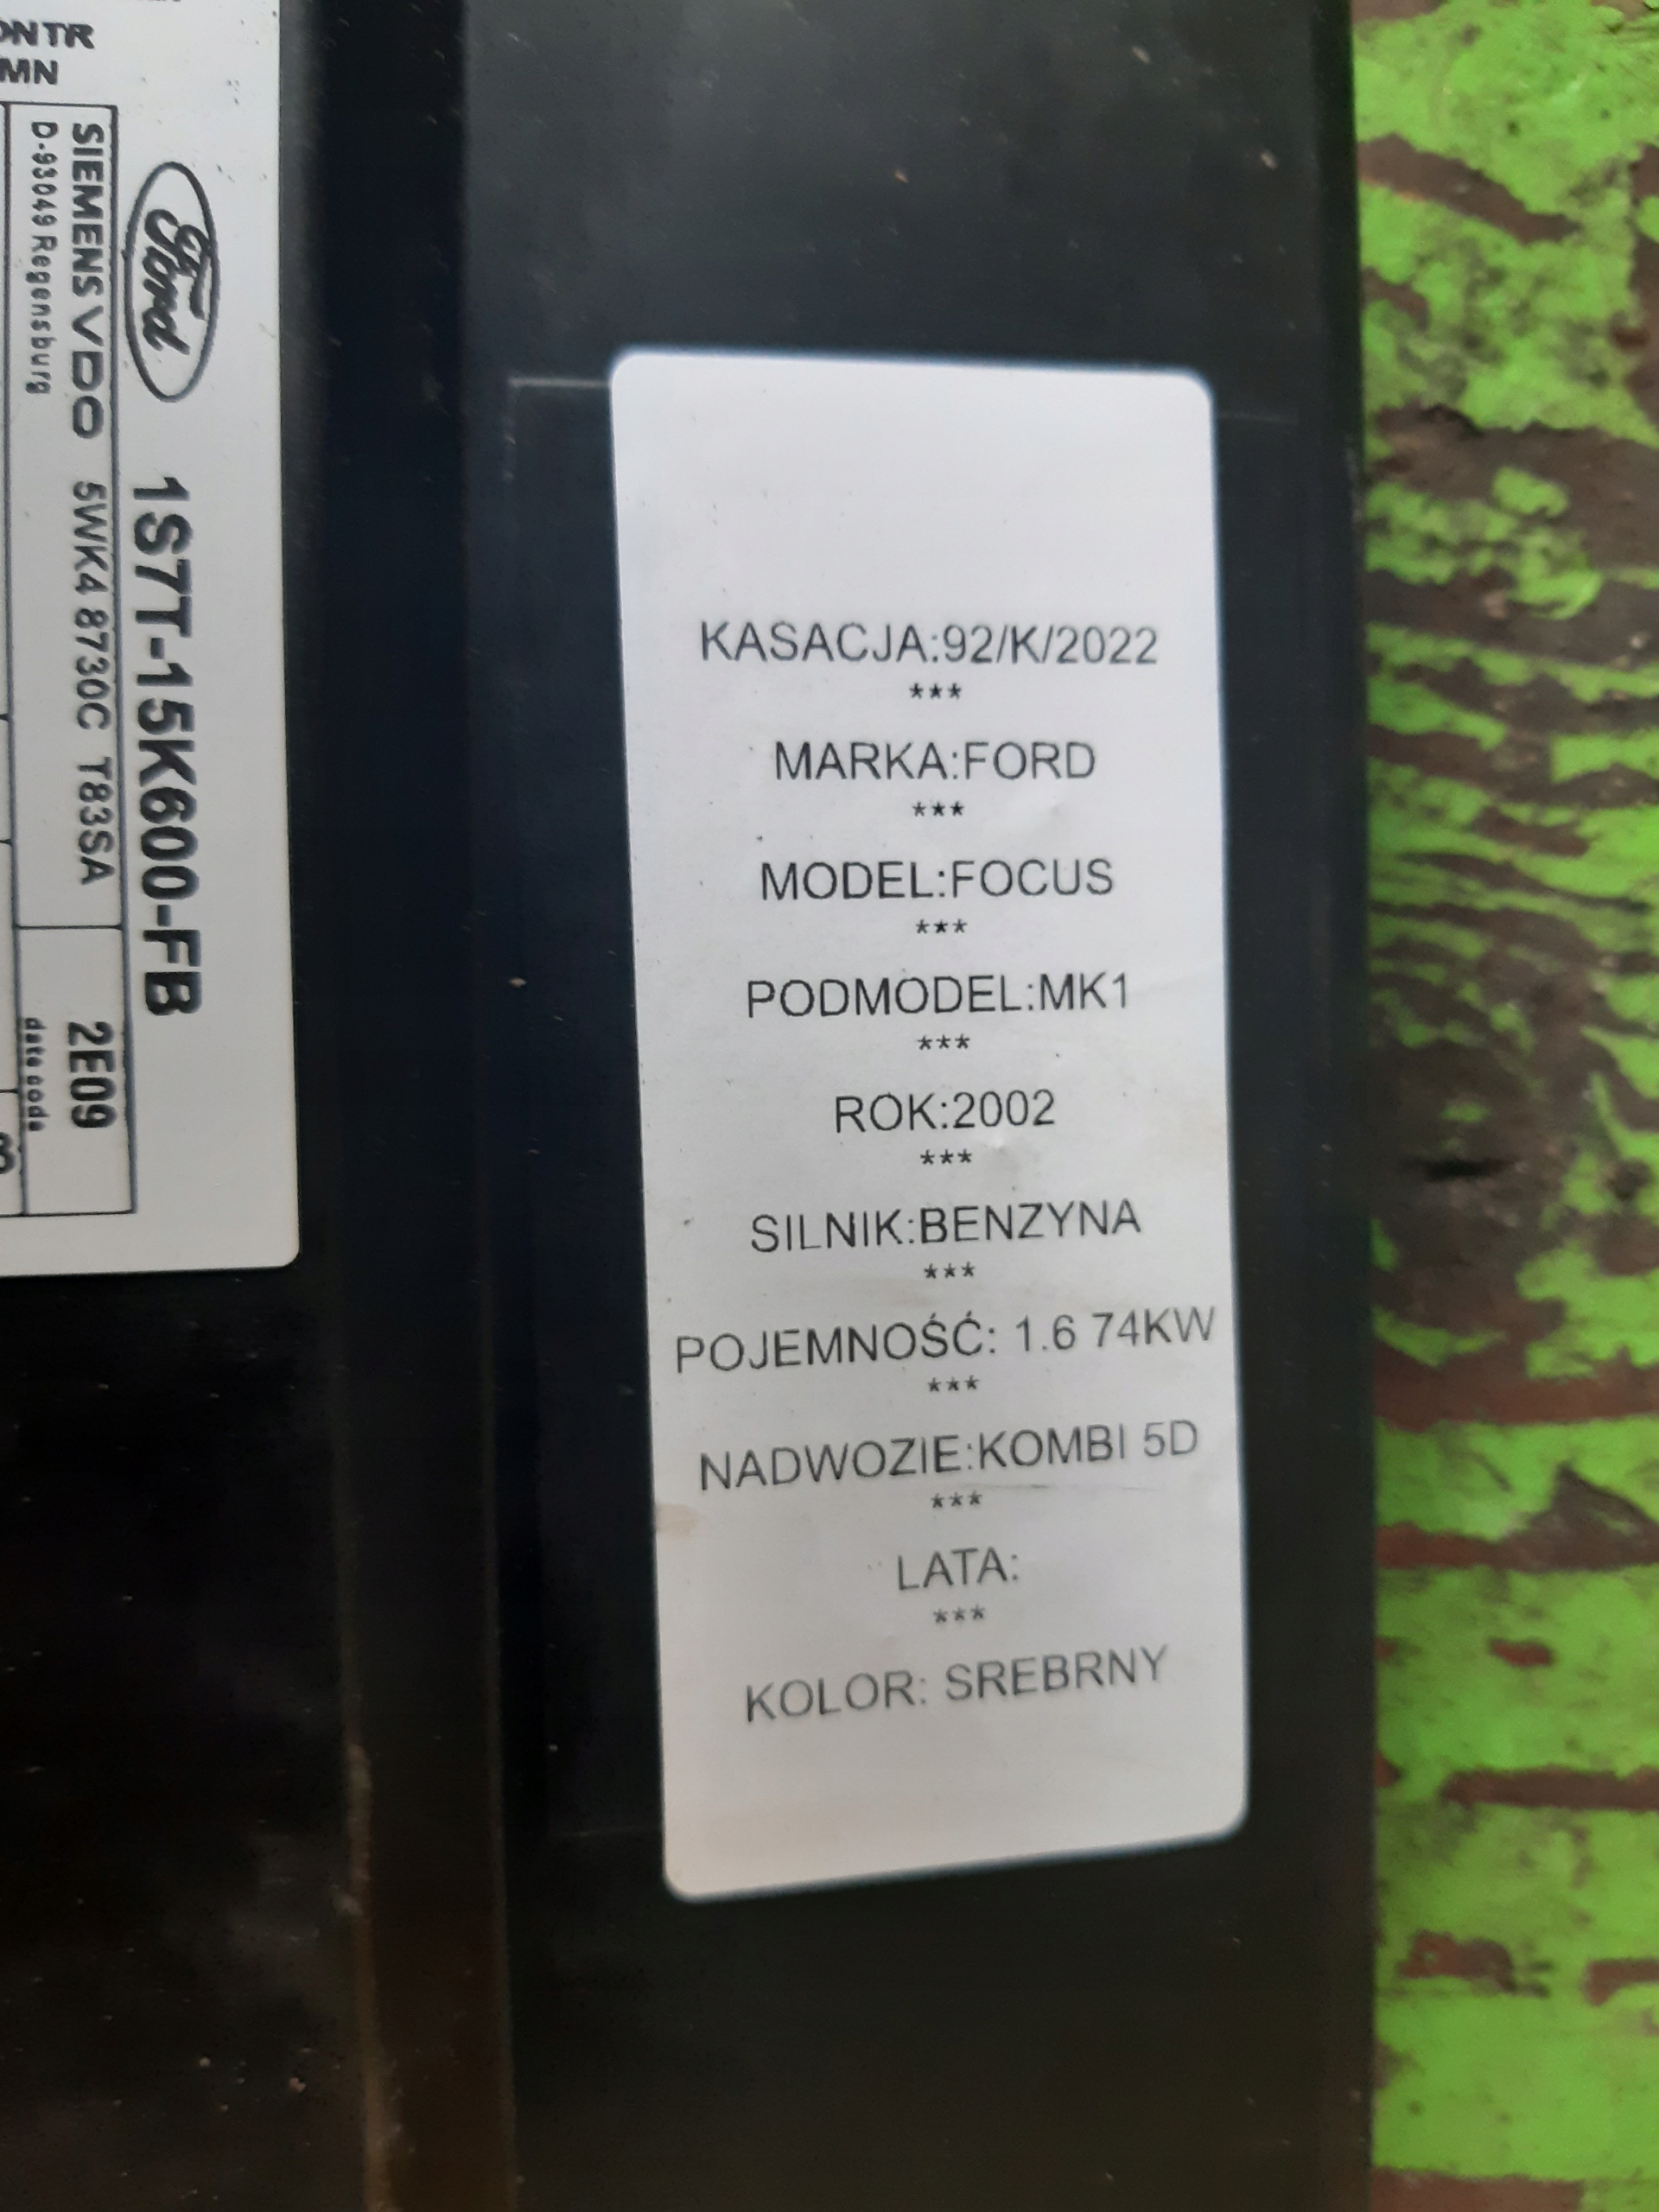 ONTR
MN
Ford
1S7T-15K600-FB
SIEMENS VDO 5WK4 8730C T83SA
D-93049 Regensburg
2E09
date code
KASACJA:92/K/2022
***
MARKA:FORD
***
MODEL:FOCUS
***
PODMODEL:MK1
***
ROK:2002
***
SILNIK:BENZYNA
***
POJEMNOŚĆ: 1.6 74KW
***
NADWOZIE:KOMBI 5D
***
LATA:
***
KOLOR: SREBRNY